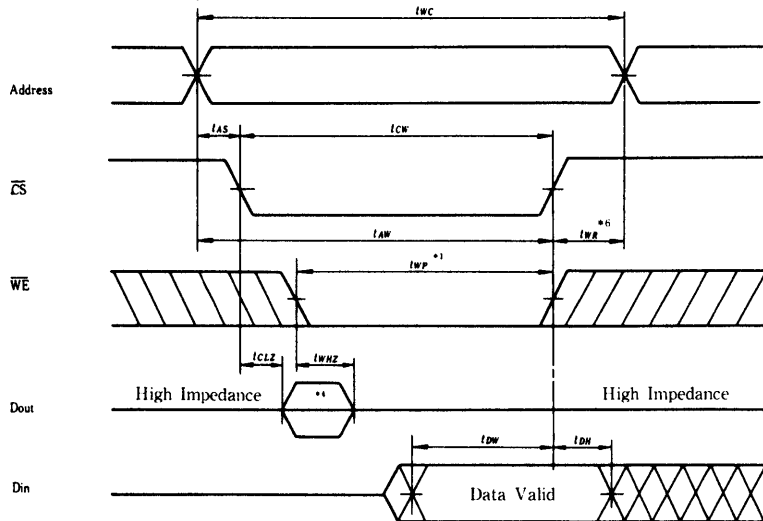 tWC
Address
tAS
tCW
CS
tAW
tWR *6
tWP *1
WE
tCLZ
tWHZ
High Impedance
*4
High Impedance
Dout
tDW
tDH
Din
Data Valid